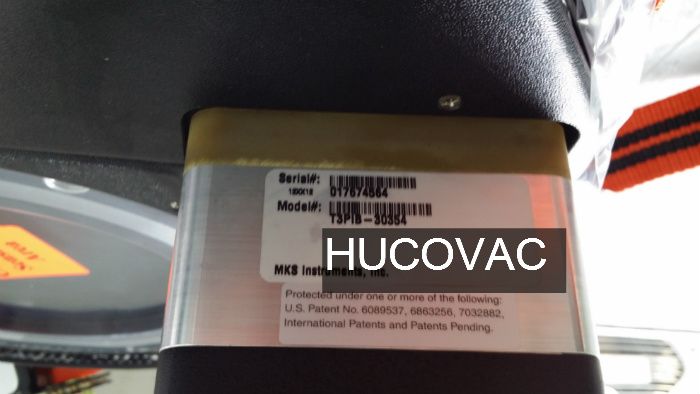 Serial#:
017674564
Model#:
T3PIB-30354
HUCOVAC
MKS Instruments, Inc.
Protected under one or more of the following:
U.S. Patent No. 6089537, 6863256, 7032882,
International Patents and Patents Pending.